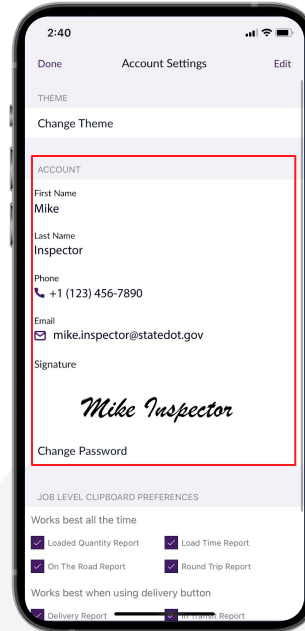 2:40
Done Account Settings Edit
THEME
Change Theme
ACCOUNT
First Name
Mike
Last Name
Inspector
Phone
+1 (123) 456-7890
Email
mike.inspector@statedot.gov
Signature
Mike Inspector
Change Password
JOB LEVEL CLIPBOARD PREFERENCES
Works best all the time
Loaded Quantity Report Load Time Report
On The Road Report Round Trip Report
Works best when using delivery button
Delivery Report In Transit Report